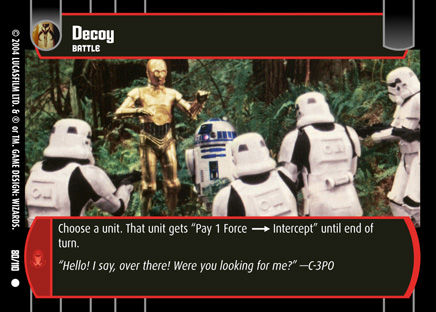 Decoy
BATTLE
Choose a unit. That unit gets “Pay 1 Force → Intercept” until end of
turn.
“Hello! I say, over there! Were you looking for me?” —C-3PO
© 2004 LUCASFILM LTD. & ® or TM. GAME DESIGN: WIZARDS.
80/110